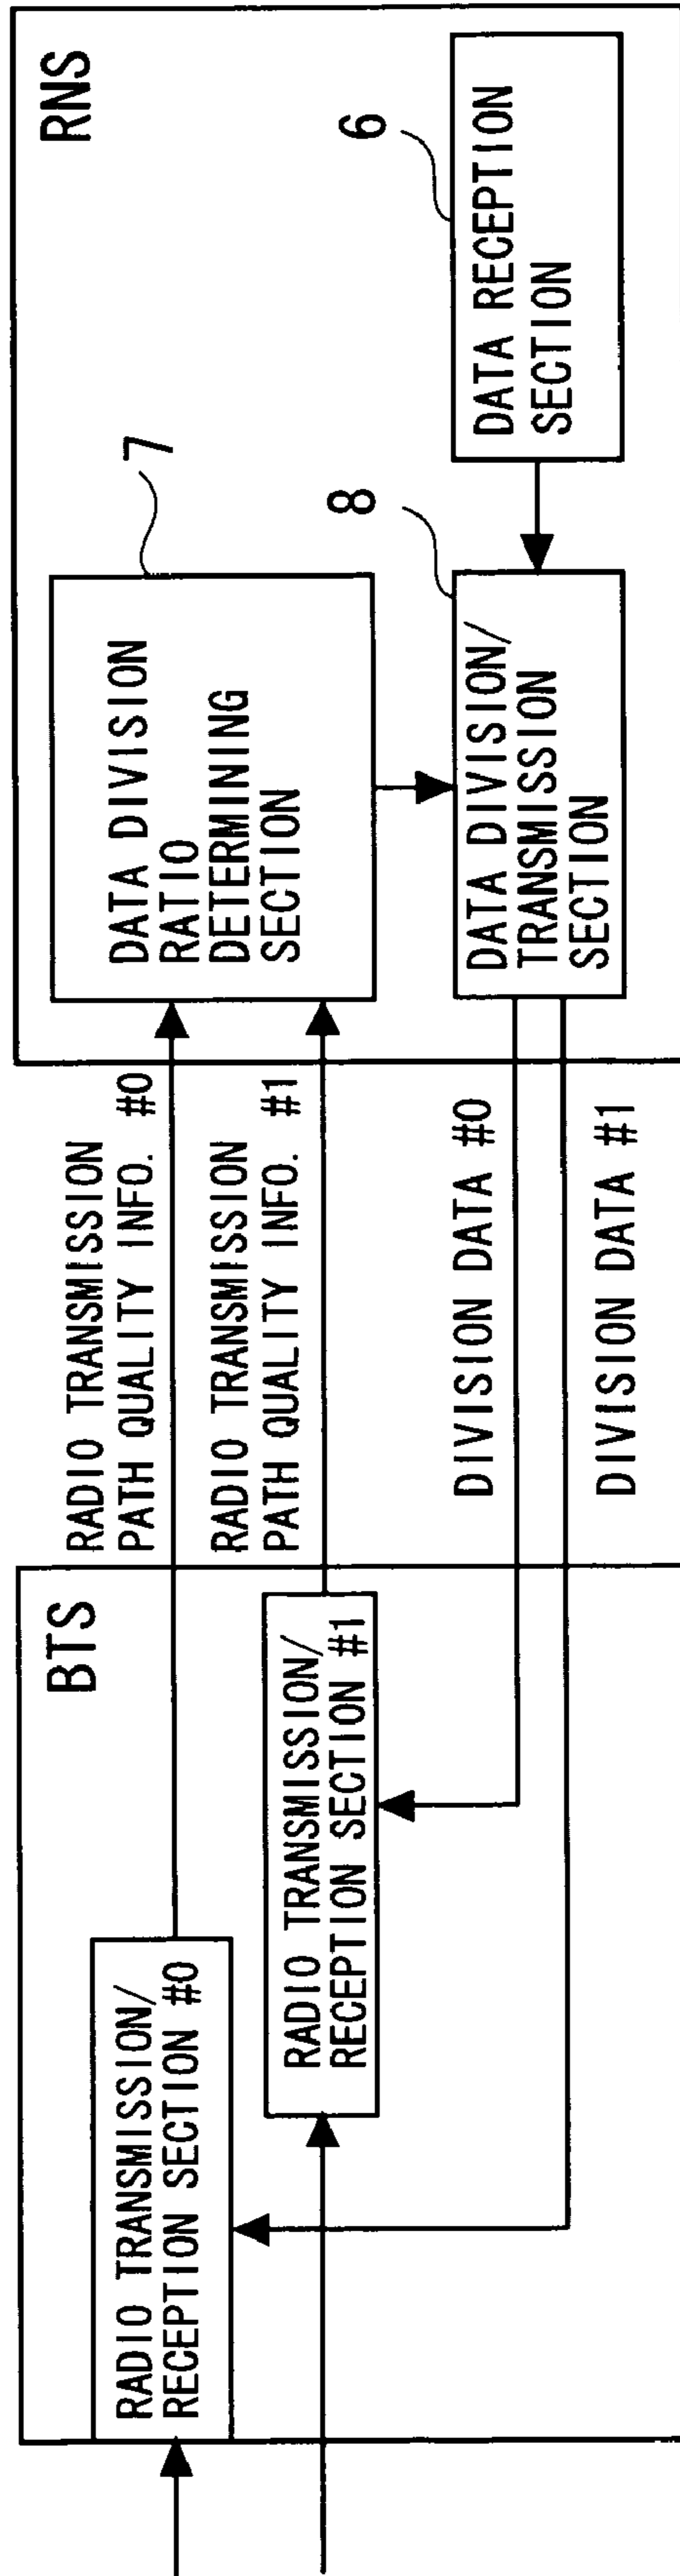 BTS
RADIO TRANSMISSION/
RECEPTION SECTION #0
RADIO TRANSMISSION/
RECEPTION SECTION #1
RADIO TRANSMISSION
PATH QUALITY INFO. #0
RADIO TRANSMISSION
PATH QUALITY INFO. #1
DIVISION DATA #0
DIVISION DATA #1
RNS
7
DATA DIVISION
RATIO
DETERMINING
SECTION
8
DATA DIVISION/
TRANSMISSION
SECTION
6
DATA RECEPTION
SECTION